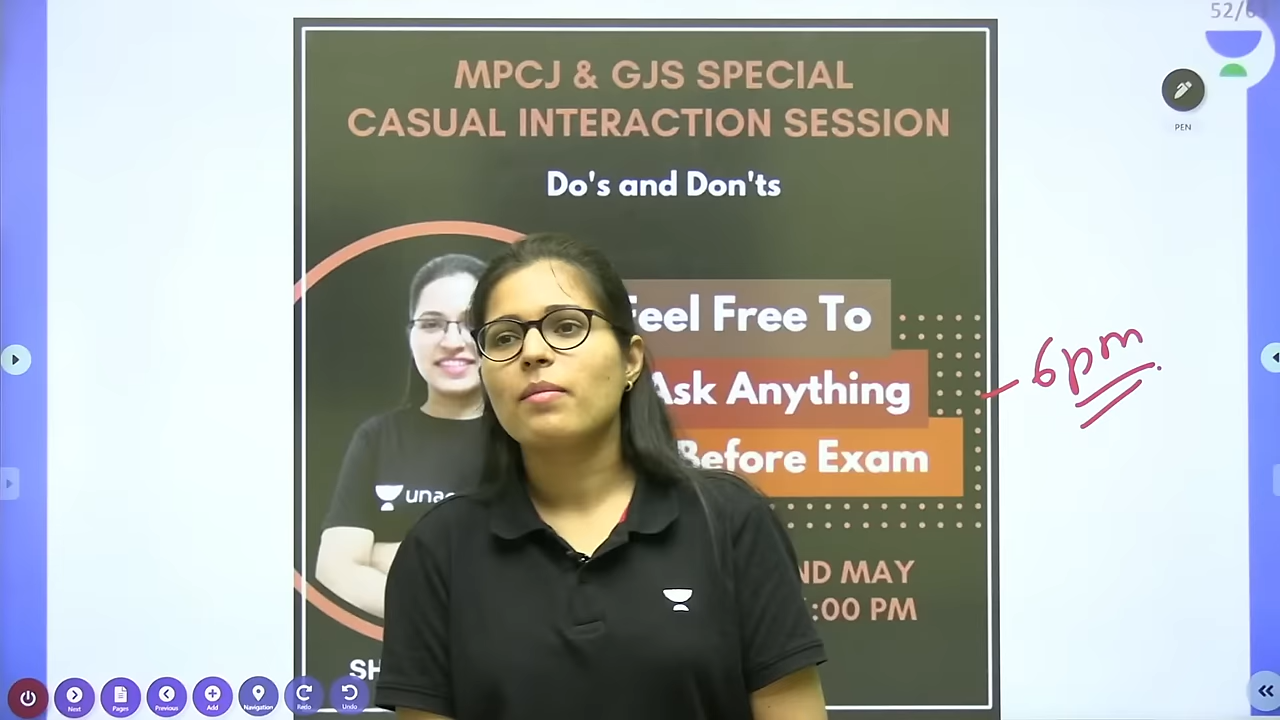 52/6
PEN
MPCJ & GJS SPECIAL
CASUAL INTERACTION SESSION
Do's and Don'ts
Feel Free To
Ask Anything
Before Exam
6pm
ND MAY
:00 PM
Next
Pages
Previous
Add
Navigation
Redo
Undo